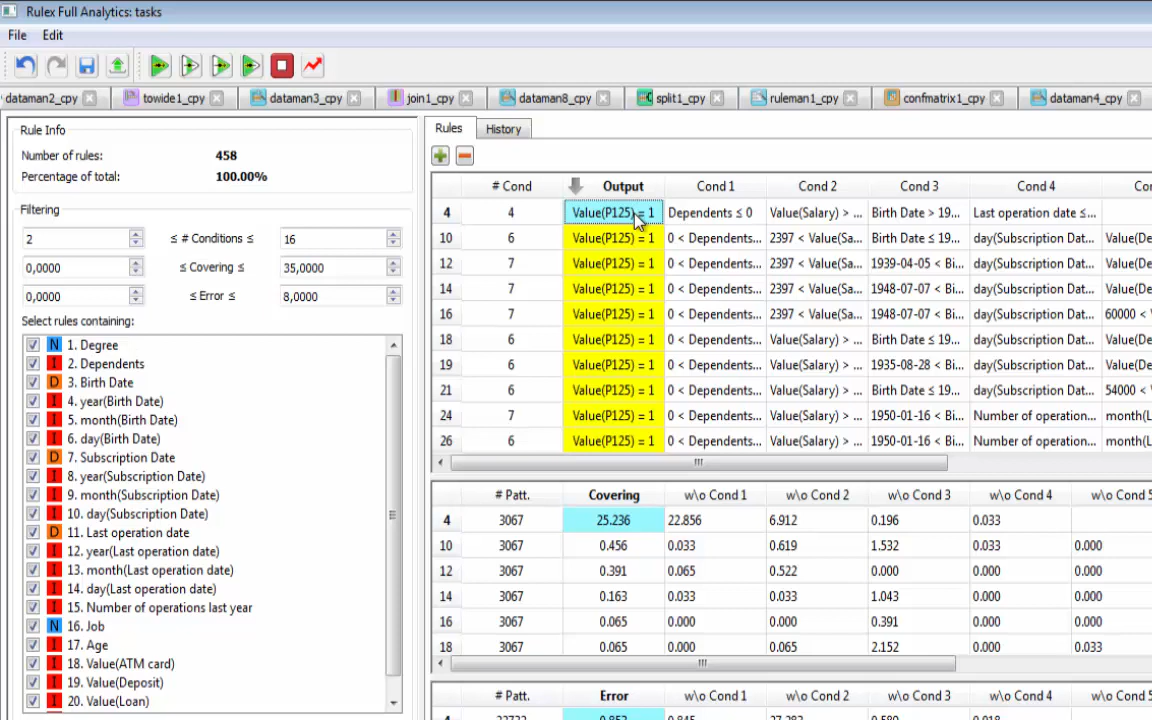 Rulex Full Analytics: tasks
File Edit
dataman2_cpy towide1_cpy dataman3_cpy join1_cpy dataman8_cpy split1_cpy ruleman1_cpy confmatrix1_cpy dataman4_cpy
Rule Info
Number of rules: 458
Percentage of total: 100.00%
Filtering
2 ≤ # Conditions ≤ 16
0,0000 ≤ Covering ≤ 35,0000
0,0000 ≤ Error ≤ 8,0000
Select rules containing:
N 1. Degree
I 2. Dependents
D 3. Birth Date
I 4. year(Birth Date)
I 5. month(Birth Date)
I 6. day(Birth Date)
D 7. Subscription Date
I 8. year(Subscription Date)
I 9. month(Subscription Date)
I 10. day(Subscription Date)
D 11. Last operation date
I 12. year(Last operation date)
I 13. month(Last operation date)
I 14. day(Last operation date)
I 15. Number of operations last year
N 16. Job
I 17. Age
I 18. Value(ATM card)
I 19. Value(Deposit)
I 20. Value(Loan)
Rules History
# Cond Output Cond 1 Cond 2 Cond 3 Cond 4 Cor
4 4 Value(P125) = 1 Dependents ≤ 0 Value(Salary) > ... Birth Date > 19... Last operation date ≤...
10 6 Value(P125) = 1 0 < Dependents... 2397 < Value(Sa... Birth Date ≤ 19... day(Subscription Dat... Value(De
12 7 Value(P125) = 1 0 < Dependents... 2397 < Value(Sa... 1939-04-05 < Bi... day(Subscription Dat... Value(De
14 7 Value(P125) = 1 0 < Dependents... 2397 < Value(Sa... 1948-07-07 < Bi... day(Subscription Dat... Value(De
16 7 Value(P125) = 1 0 < Dependents... 2397 < Value(Sa... 1948-07-07 < Bi... day(Subscription Dat... 60000 <
18 6 Value(P125) = 1 0 < Dependents... Value(Salary) > ... Birth Date ≤ 19... day(Subscription Dat... Value(De
19 6 Value(P125) = 1 0 < Dependents... Value(Salary) > ... 1935-08-28 < Bi... day(Subscription Dat... Value(De
21 6 Value(P125) = 1 0 < Dependents... Value(Salary) > ... Birth Date ≤ 19... day(Subscription Dat... 54000 <
24 7 Value(P125) = 1 0 < Dependents... Value(Salary) > ... 1950-01-16 < Bi... Number of operation... month(L
26 6 Value(P125) = 1 0 < Dependents... Value(Salary) > ... 1950-01-16 < Bi... Number of operation... month(L
# Patt. Covering w\o Cond 1 w\o Cond 2 w\o Cond 3 w\o Cond 4 w\o Cond 5
4 3067 25.236 22.856 6.912 0.196 0.033
10 3067 0.456 0.033 0.619 1.532 0.033 0.000
12 3067 0.391 0.065 0.522 0.000 0.000 0.000
14 3067 0.163 0.033 0.033 1.043 0.000 0.000
16 3067 0.065 0.000 0.000 0.391 0.000 0.000
18 3067 0.065 0.000 0.065 2.152 0.000 0.033
# Patt. Error w\o Cond 1 w\o Cond 2 w\o Cond 3 w\o Cond 4 w\o Cond 5